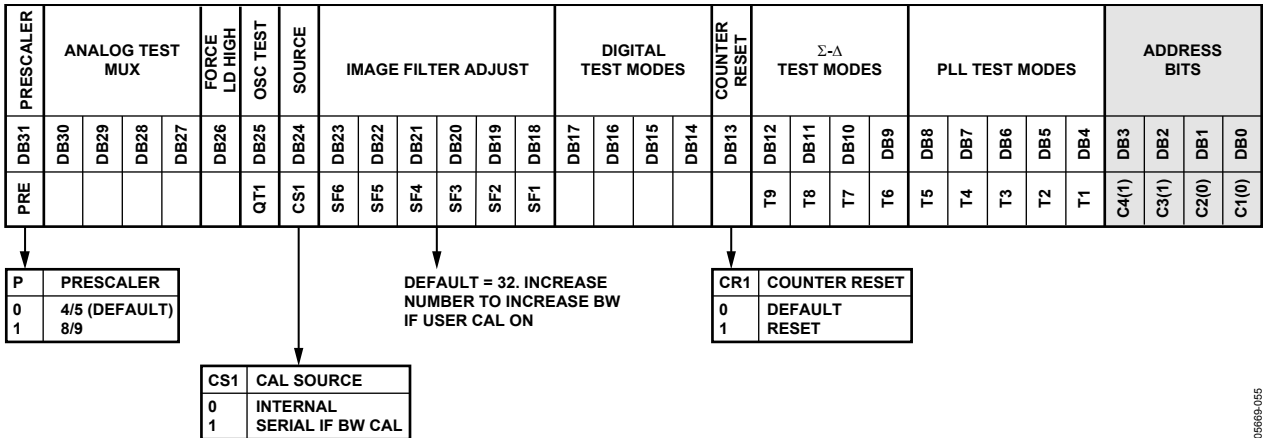 PRESCALER
ANALOG TEST
MUX
FORCE
LD HIGH
OSC TEST
SOURCE
IMAGE FILTER ADJUST
DIGITAL
TEST MODES
COUNTER
RESET
Σ-Δ
TEST MODES
PLL TEST MODES
ADDRESS
BITS
DB31 DB30 DB29 DB28 DB27 DB26 DB25 DB24 DB23 DB22 DB21 DB20 DB19 DB18 DB17 DB16 DB15 DB14 DB13 DB12 DB11 DB10 DB9 DB8 DB7 DB6 DB5 DB4 DB3 DB2 DB1 DB0
PRE QT1 CS1 SF6 SF5 SF4 SF3 SF2 SF1 T9 T8 T7 T6 T5 T4 T3 T2 T1 C4(1) C3(1) C2(0) C1(0)
P PRESCALER
0 4/5 (DEFAULT)
1 8/9
DEFAULT = 32. INCREASE
NUMBER TO INCREASE BW
IF USER CAL ON
CR1 COUNTER RESET
0 DEFAULT
1 RESET
CS1 CAL SOURCE
0 INTERNAL
1 SERIAL IF BW CAL
05669-055